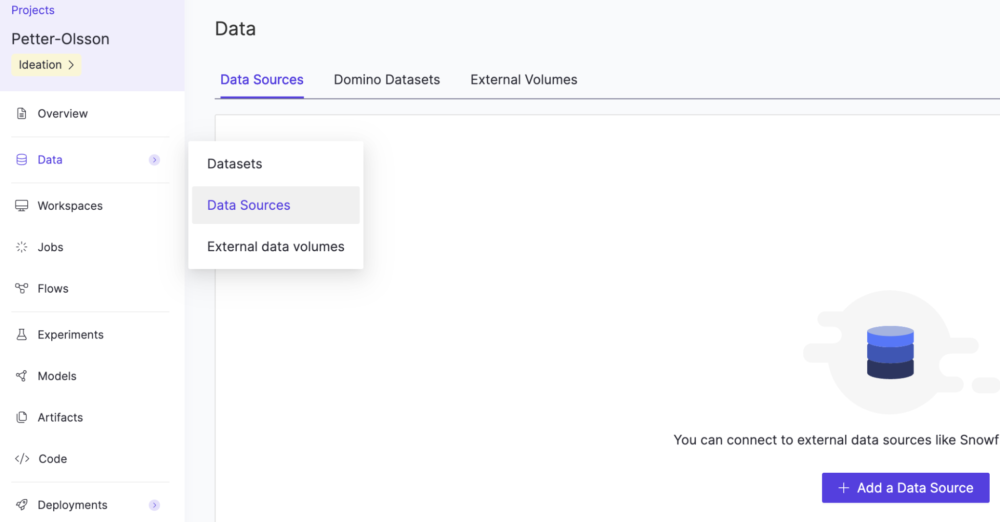 Projects
Petter-Olsson
Ideation
Overview
Data
Workspaces
Jobs
Flows
Experiments
Models
Artifacts
Code
Deployments
Data
Data Sources
Domino Datasets
External Volumes
Datasets
Data Sources
External data volumes
You can connect to external data sources like Snowf
Add a Data Source